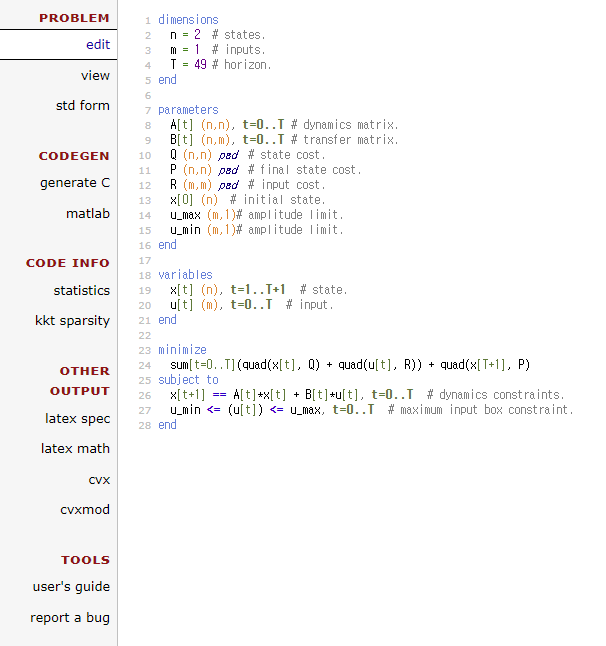 PROBLEM
edit
view
std form
CODEGEN
generate C
matlab
CODE INFO
statistics
kkt sparsity
OTHER
OUTPUT
latex spec
latex math
cvx
cvxmod
TOOLS
user's guide
report a bug
1 dimensions
2 n = 2 # states.
3 m = 1 # inputs.
4 T = 49 # horizon.
5 end
6
7 parameters
8 A[t] (n,n), t=0..T # dynamics matrix.
9 B[t] (n,m), t=0..T # transfer matrix.
10 Q (n,n) psd # state cost.
11 P (n,n) psd # final state cost.
12 R (m,m) psd # input cost.
13 x[0] (n) # initial state.
14 u_max (m,1)# amplitude limit.
15 u_min (m,1)# amplitude limit.
16 end
17
18 variables
19 x[t] (n), t=1..T+1 # state.
20 u[t] (m), t=0..T # input.
21 end
22
23 minimize
24 sum[t=0..T](quad(x[t], Q) + quad(u[t], R)) + quad(x[T+1], P)
25 subject to
26 x[t+1] == A[t]*x[t] + B[t]*u[t], t=0..T # dynamics constraints.
27 u_min <= (u[t]) <= u_max, t=0..T # maximum input box constraint.
28 end